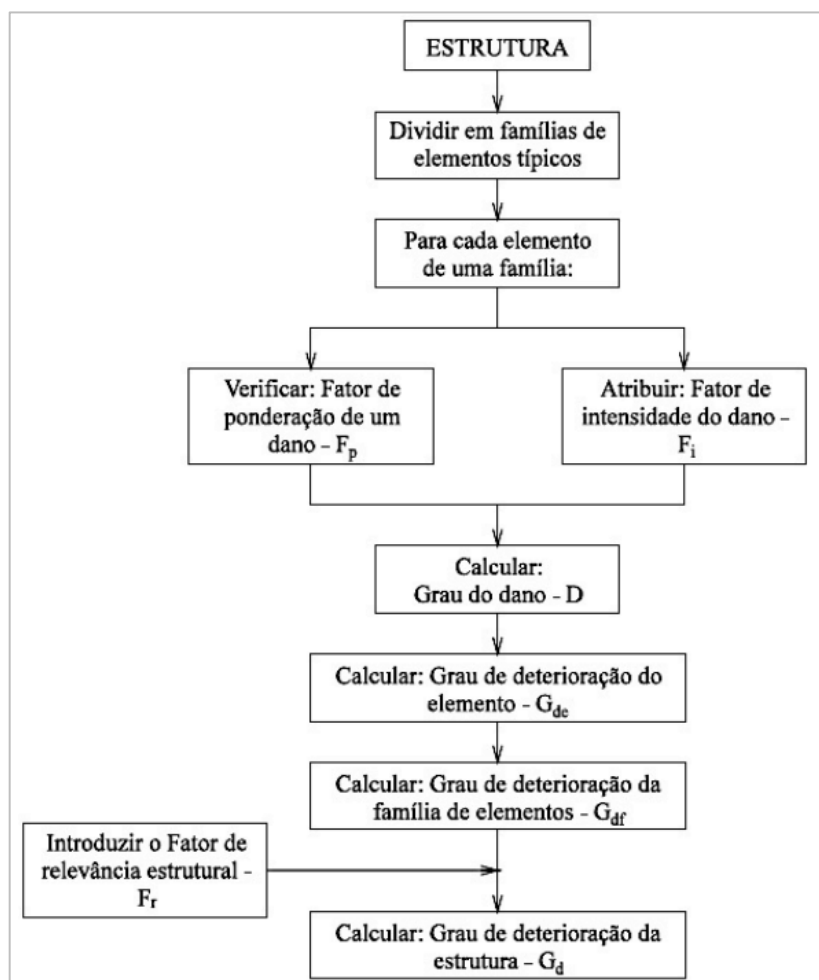 ESTRUTURA
Dividir em famílias de
elementos típicos
Para cada elemento
de uma família:
Verificar: Fator de
ponderação de um
dano - Fp
Atribuir: Fator de
intensidade do dano -
Fi
Calcular:
Grau do dano - D
Calcular: Grau de deterioração do
elemento - Gde
Calcular: Grau de deterioração da
família de elementos - Gdf
Introduzir o Fator de
relevância estrutural -
Fr
Calcular: Grau de deterioração da
estrutura - Gd